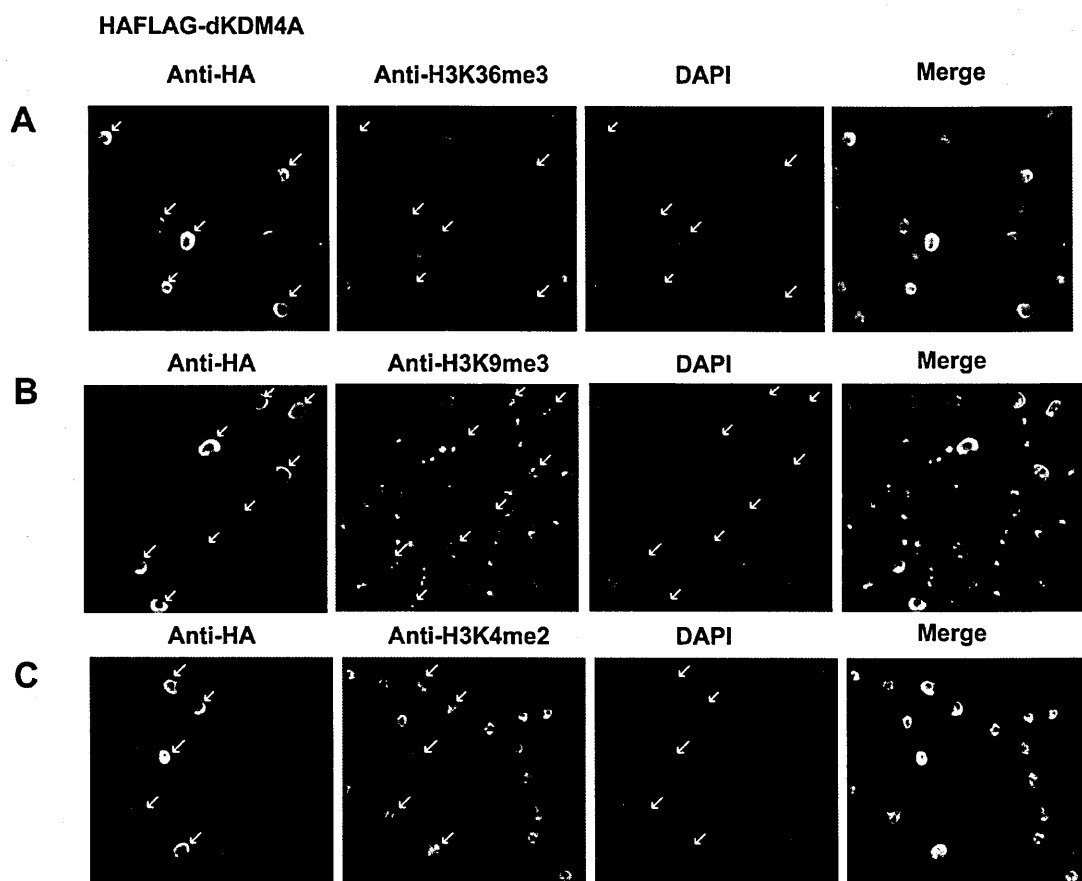 HAFLAG-dKDM4A
Anti-HA Anti-H3K36me3 DAPI Merge
A
Anti-HA Anti-H3K9me3 DAPI Merge
B
Anti-HA Anti-H3K4me2 DAPI Merge
C